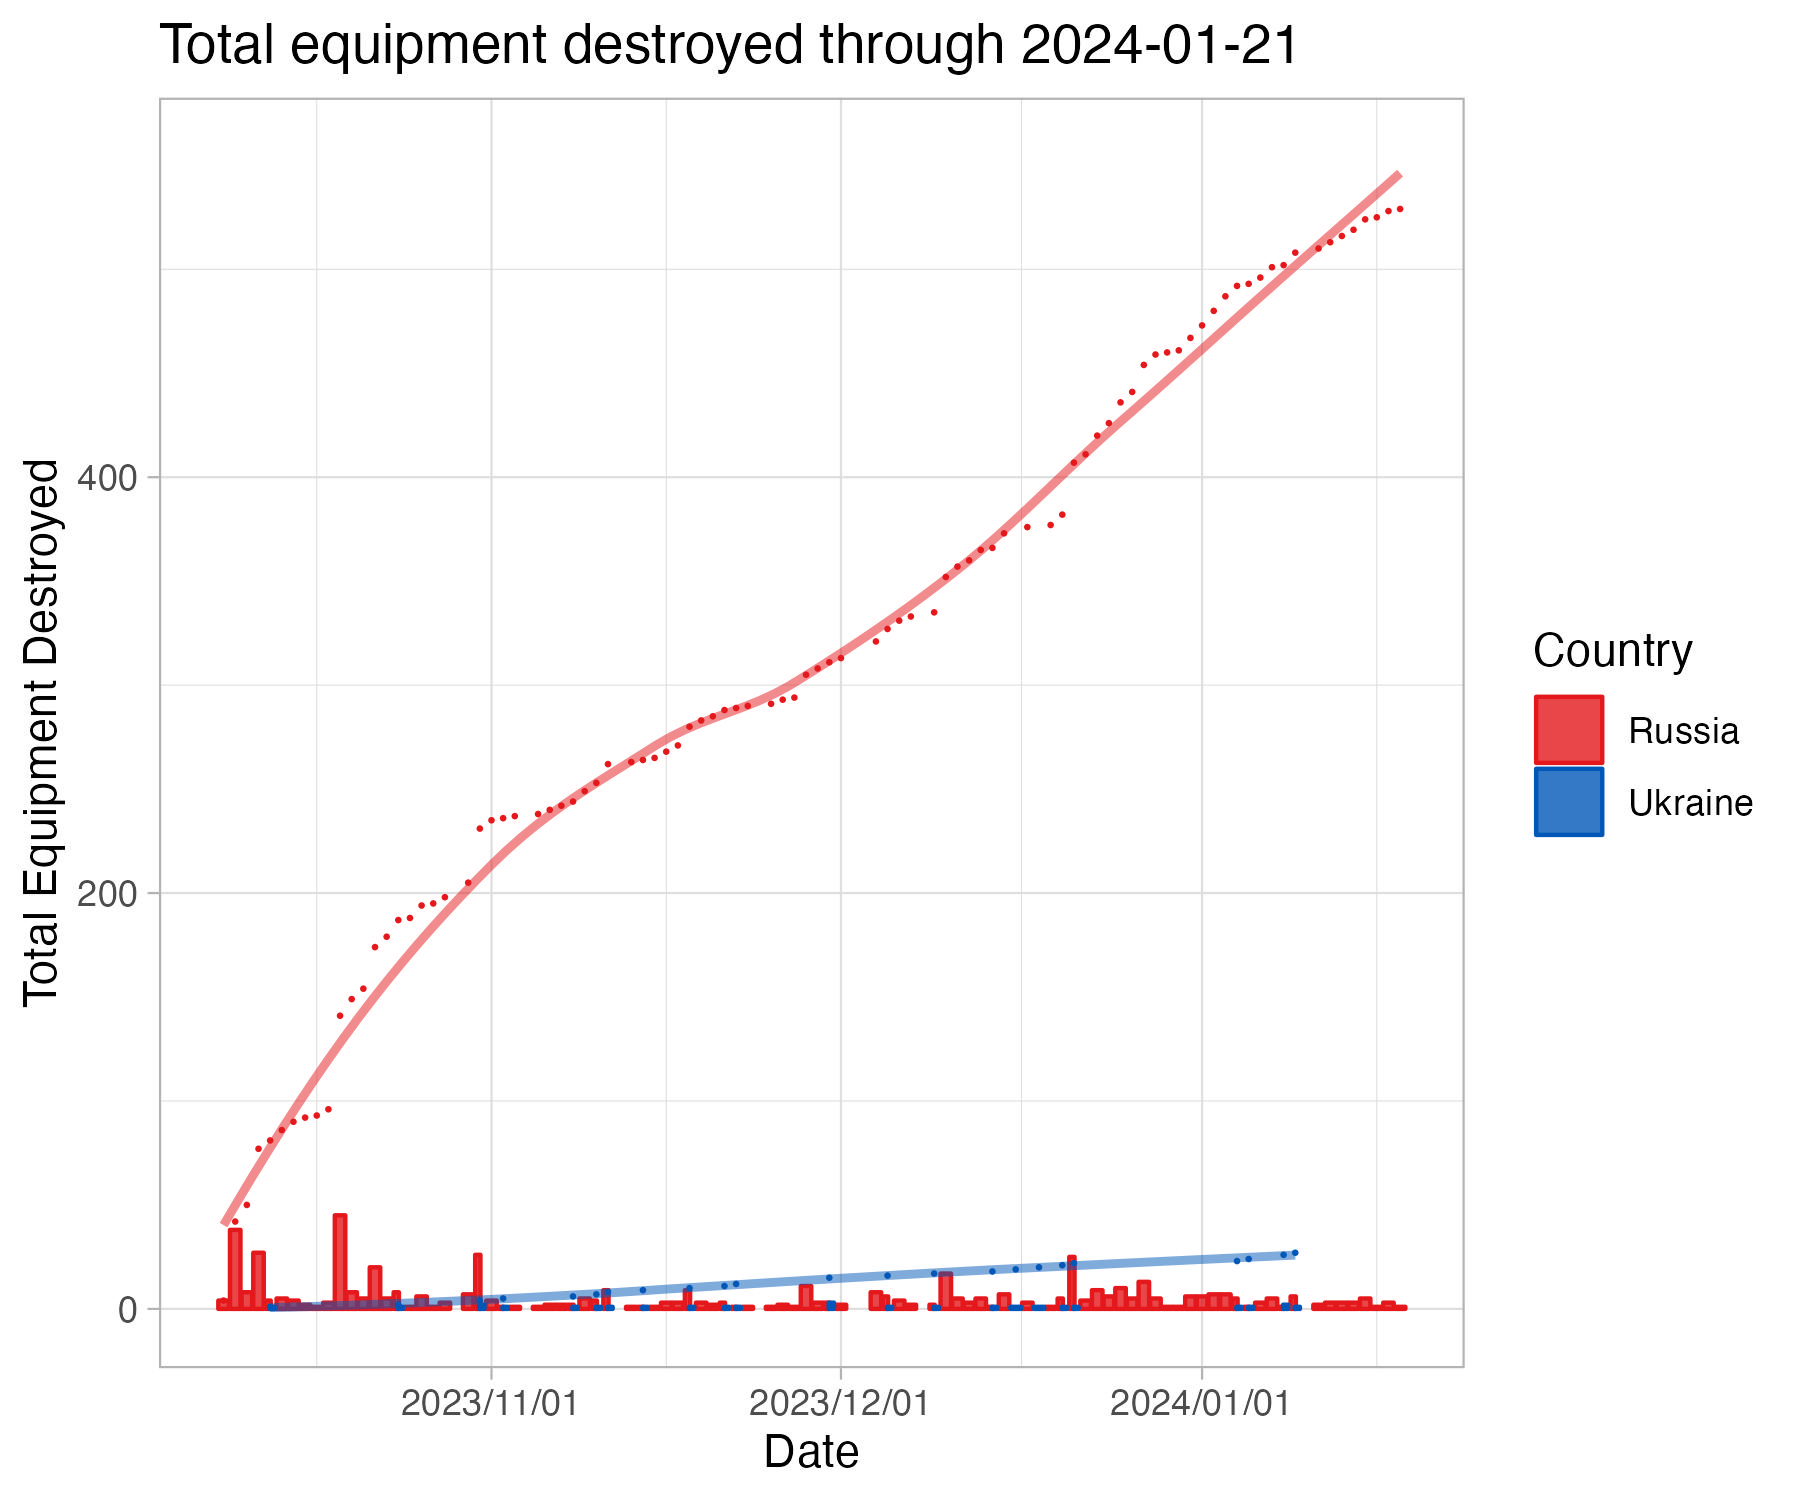 Total equipment destroyed through 2024-01-21
Total Equipment Destroyed
400
200
0
2023/11/01
2023/12/01
2024/01/01
Date
Country
Russia
Ukraine